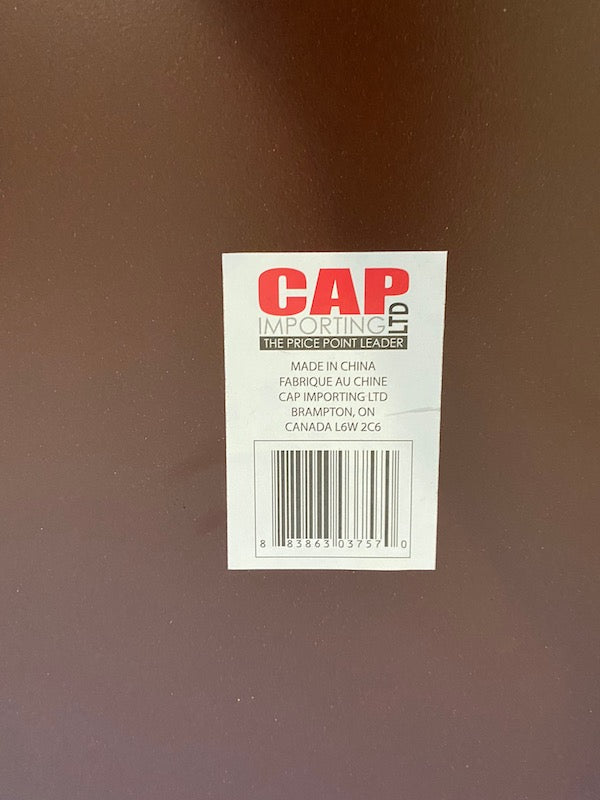 CAP
IMPORTING LTD
THE PRICE POINT LEADER
MADE IN CHINA
FABRIQUE AU CHINE
CAP IMPORTING LTD
BRAMPTON, ON
CANADA L6W 2C6
8 83863 03757 0